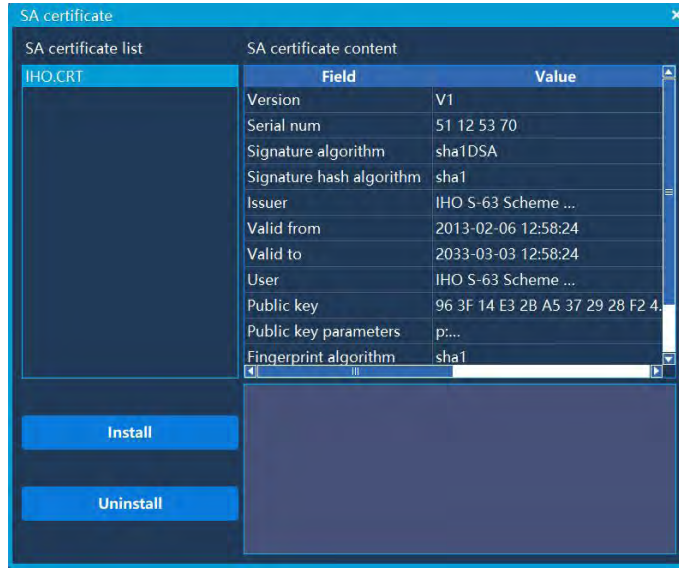 SA certificate
SA certificate list
SA certificate content
IHO.CRT
Field Value
Version V1
Serial num 51 12 53 70
Signature algorithm sha1DSA
Signature hash algorithm sha1
Issuer IHO S-63 Scheme ...
Valid from 2013-02-06 12:58:24
Valid to 2033-03-03 12:58:24
User IHO S-63 Scheme ...
Public key 96 3F 14 E3 2B A5 37 29 28 F2 4.
Public key parameters p:...
Fingerprint algorithm sha1
Install
Uninstall